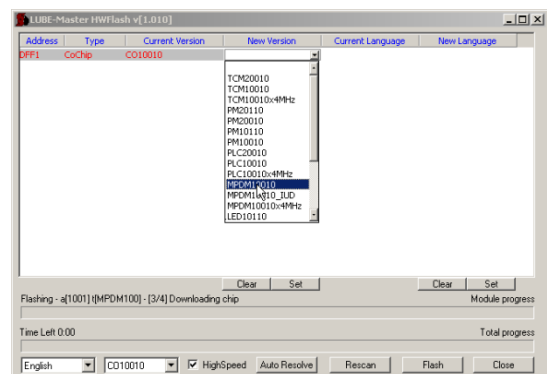 LUBE-Master HWFlash v[1.010]
Address Type Current Version New Version Current Language New Language
DFF1 CoChip CO10010
TCM20010
TCM10010
TCM10010x4MHz
PM20110
PM20010
PM10110
PM10010
PLC20010
PLC10010
PLC10010x4MHz
MPDM10010
MPDM10010_IUD
MPDM10010x4MHz
LED10110
Clear Set Clear Set
Flashing - a[1001] t[MPDM100] - [3/4] Downloading chip Module progress
Time Left 0:00 Total progress
English CO10010 HighSpeed Auto Resolve Rescan Flash Close